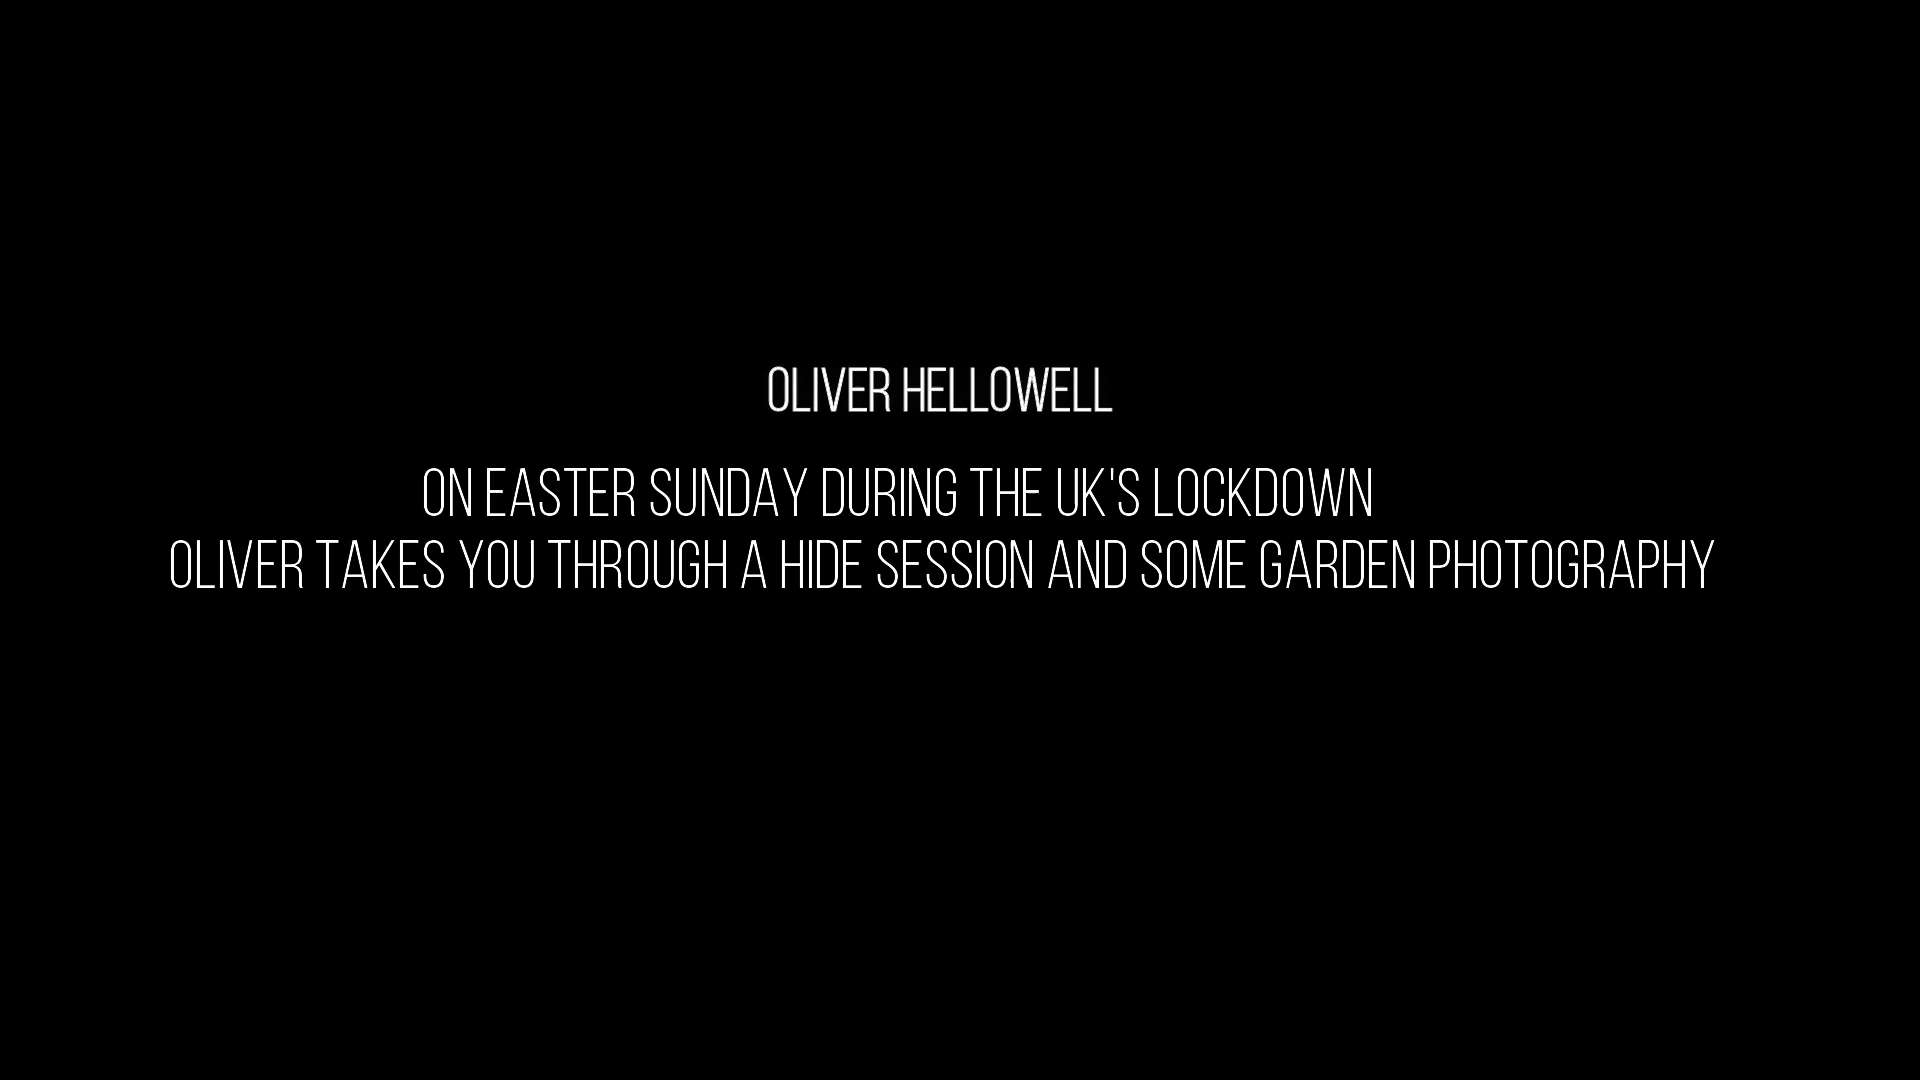 OLIVER HELLOWELL
ON EASTER SUNDAY DURING THE UK'S LOCKDOWN
OLIVER TAKES YOU THROUGH A HIDE SESSION AND SOME GARDEN PHOTOGRAPHY